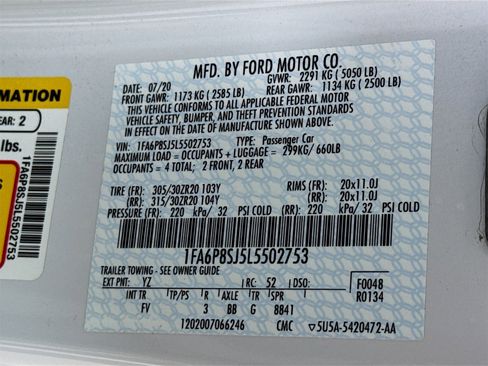 MFD. BY FORD MOTOR CO.
DATE: 07/20 GVWR: 2291 KG ( 5050 LB)
FRONT GAWR: 1173 KG ( 2585 LB) REAR GAWR: 1134 KG ( 2500 LB)
THIS VEHICLE CONFORMS TO ALL APPLICABLE FEDERAL MOTOR
VEHICLE SAFETY, BUMPER, AND THEFT PREVENTION STANDARDS
IN EFFECT ON THE DATE OF MANUFACTURE SHOWN ABOVE.
VIN: 1FA6P8SJ5L5502753 TYPE: Passenger Car
MAXIMUM LOAD = OCCUPANTS + LUGGAGE = 299KG/ 660LB
OCCUPANTS = 4 TOTAL; 2 FRONT, 2 REAR
TIRE (FR): 305/30ZR20 103Y RIMS (FR): 20x11.0J
(RR): 315/30ZR20 104Y (RR): 20x11.0J
PRESSURE (FR) 220 kPa/ 32 PSI COLD (RR): 220 kPa/ 32 PSI COLD
1FA6P8SJ5L5502753
TRAILER TOWING - SEE OWNER GUIDE
EXT PNT: YZ RC: 52 DSO: F0048
INT TR TP/PS R AXLE TR SPR R0134
FV 3 BB G 8841
1202007066246 CMC ▽5U5A-5420472-AA
MATION
EAR: 2
lbs.
1FA6P8SJ5L5502753